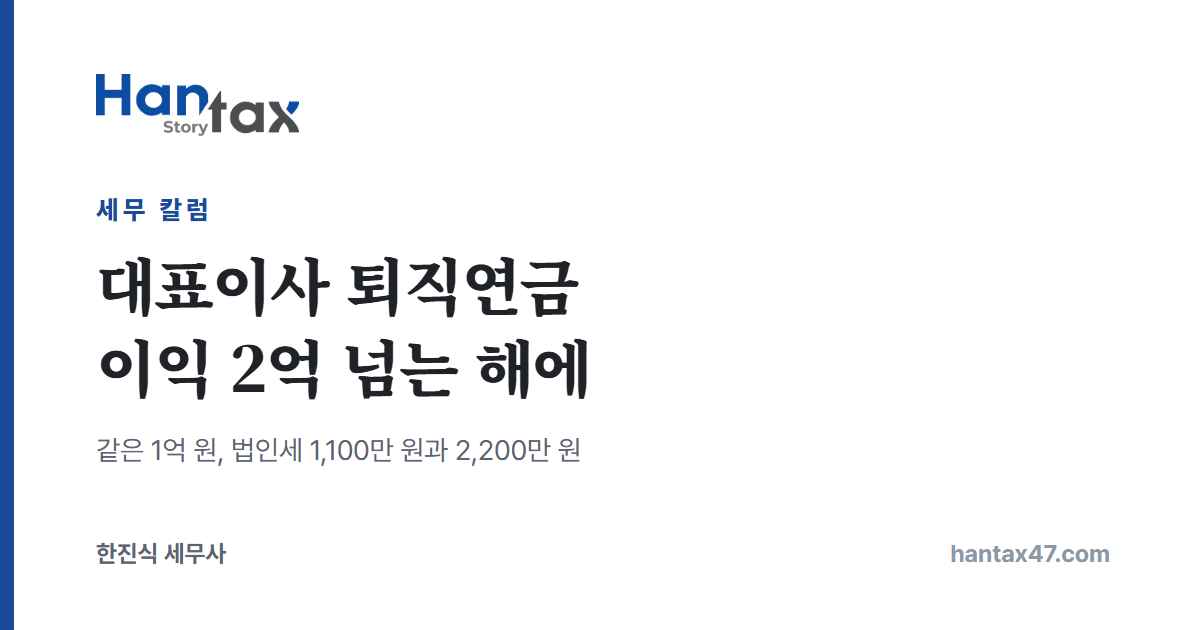 Hantax
Story
세무 칼럼
대표이사 퇴직연금
이익 2억 넘는 해에
같은 1억 원, 법인세 1,100만 원과 2,200만 원
한진식 세무사
hantax47.com